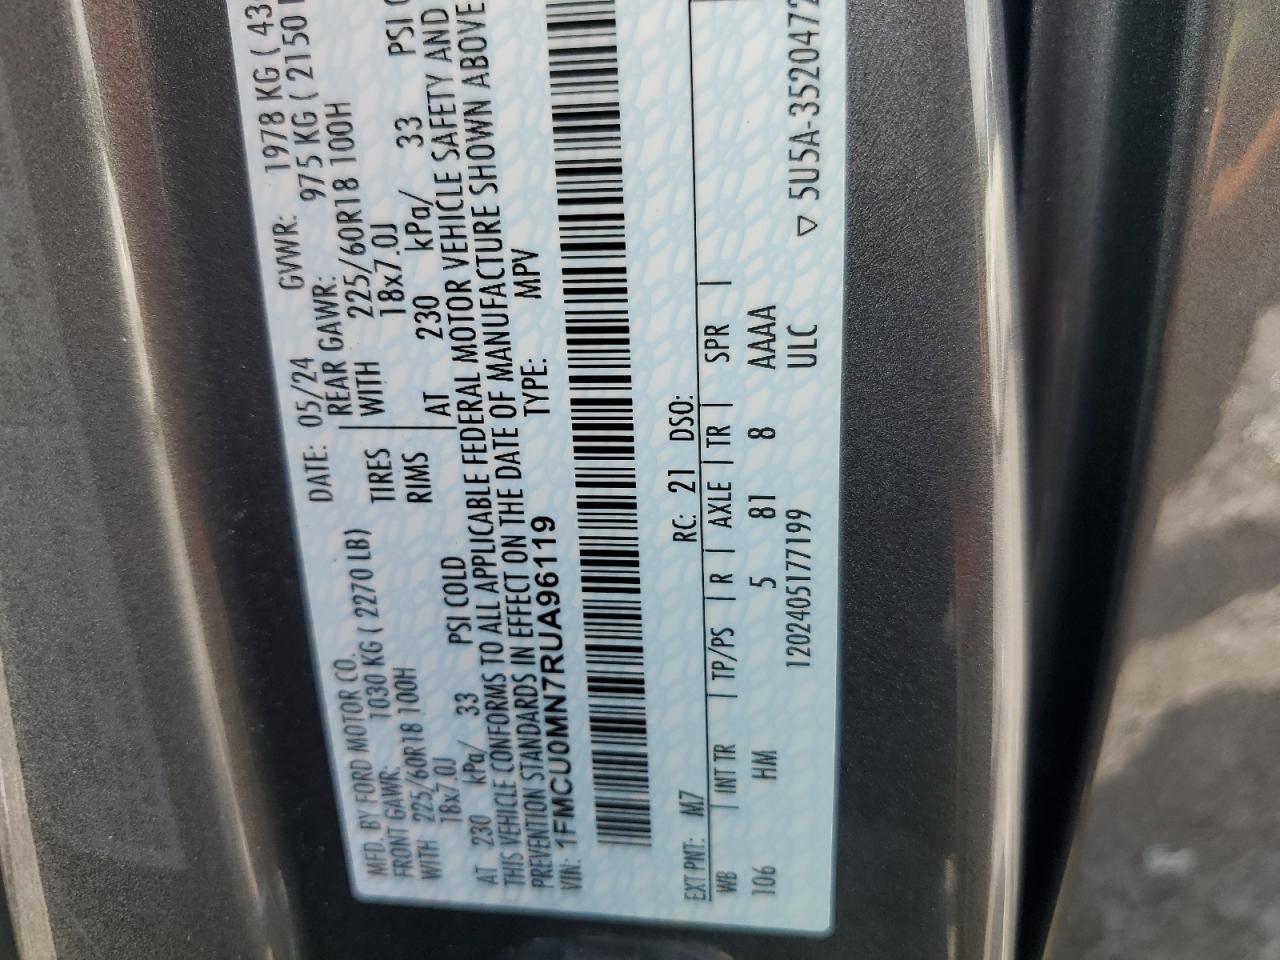 MFD. BY FORD MOTOR CO. DATE: 05/24 GVWR: 1978 KG ( 43
FRONT GAWR: 1030 KG ( 2270 LB) REAR GAWR: 975 KG ( 2150
WITH 225/60R18 100H TIRES WITH 225/60R18 100H
18x7.0J RIMS 18x7.0J
AT 230 kPa/ 33 PSI COLD AT 230 kPa/ 33 PSI
THIS VEHICLE CONFORMS TO ALL APPLICABLE FEDERAL MOTOR VEHICLE SAFETY AND
PREVENTION STANDARDS IN EFFECT ON THE DATE OF MANUFACTURE SHOWN ABOVE
VIN: 1FMCU0MN7RUA96119 TYPE: MPV
EXT PNT: M7 RC: 21 DSO:
WB | INT TR | TP/PS | R | AXLE | TR | SPR |
106 HM 5 81 8 AAAA
120240517719​9 ULC ▽ 5U5A-3520472